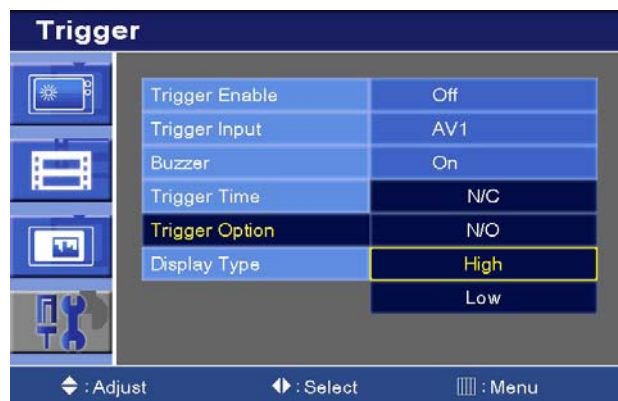 Trigger
Trigger Enable Off
Trigger Input AV1
Buzzer On
Trigger Time N/C
Trigger Option N/O
Display Type High
Low
: Adjust : Select : Menu